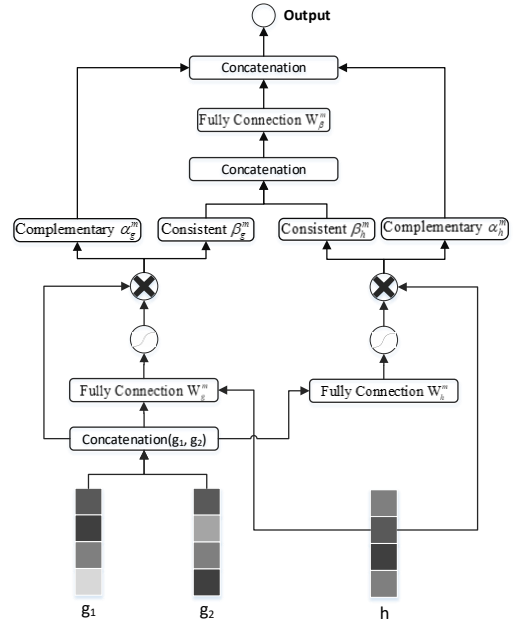 Output
Concatenation
Fully Connection W_β^m
Concatenation
Complementary α_g^m
Consistent β_g^m
Consistent β_h^m
Complementary α_h^m
Fully Connection W_g^m
Fully Connection W_h^m
Concatenation(g₁, g₂)
g₁
g₂
h